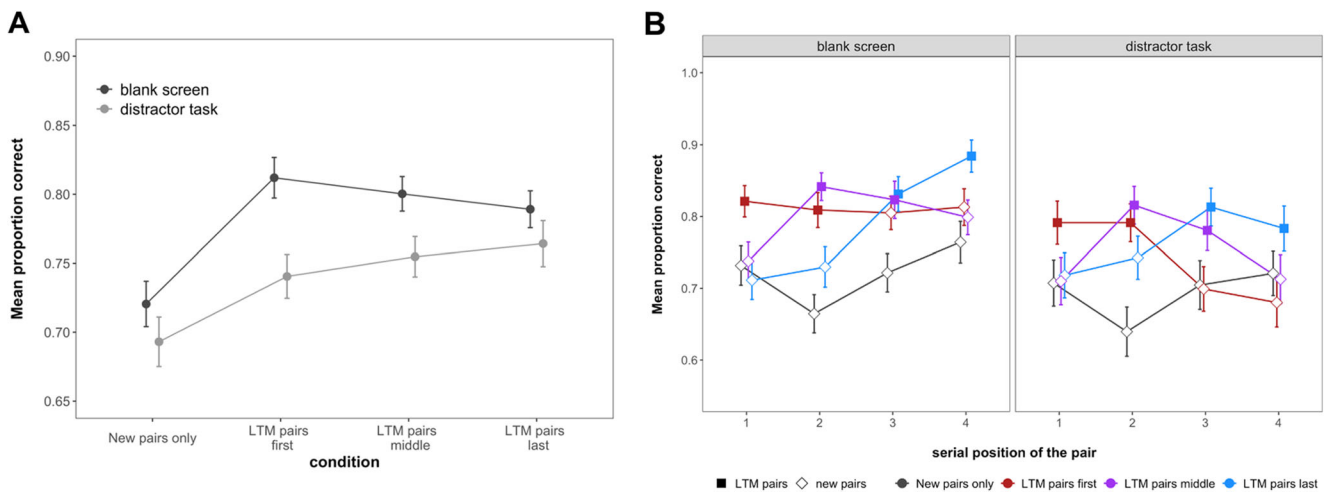 A
Mean proportion correct
0.90
0.85
0.80
0.75
0.70
0.65
blank screen
distractor task
New pairs only
LTM pairs
first
LTM pairs
middle
LTM pairs
last
condition
B
blank screen
distractor task
Mean proportion correct
1.0
0.9
0.8
0.7
0.6
1 2 3 4
1 2 3 4
serial position of the pair
LTM pairs new pairs New pairs only LTM pairs first LTM pairs middle LTM pairs last